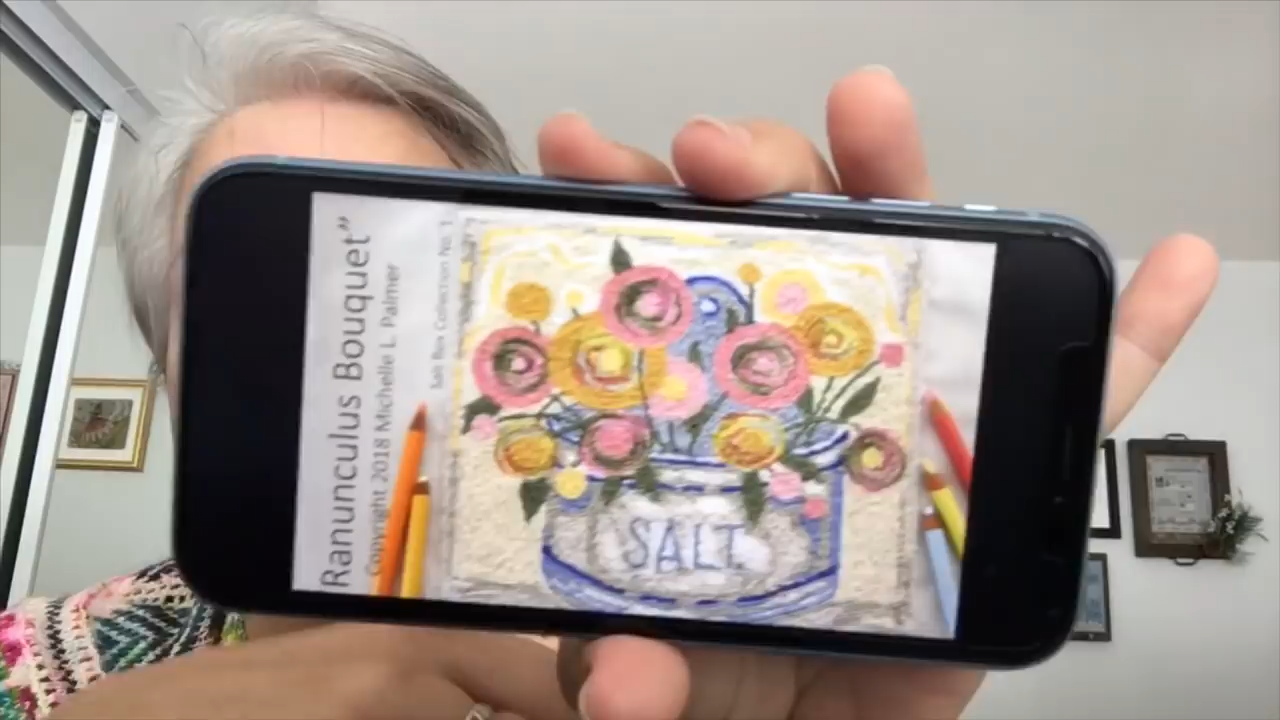 Ranunculus Bouquet”
Copyright 2018 Michelle L. Palmer
Salt Box Collection No. 1
SALT